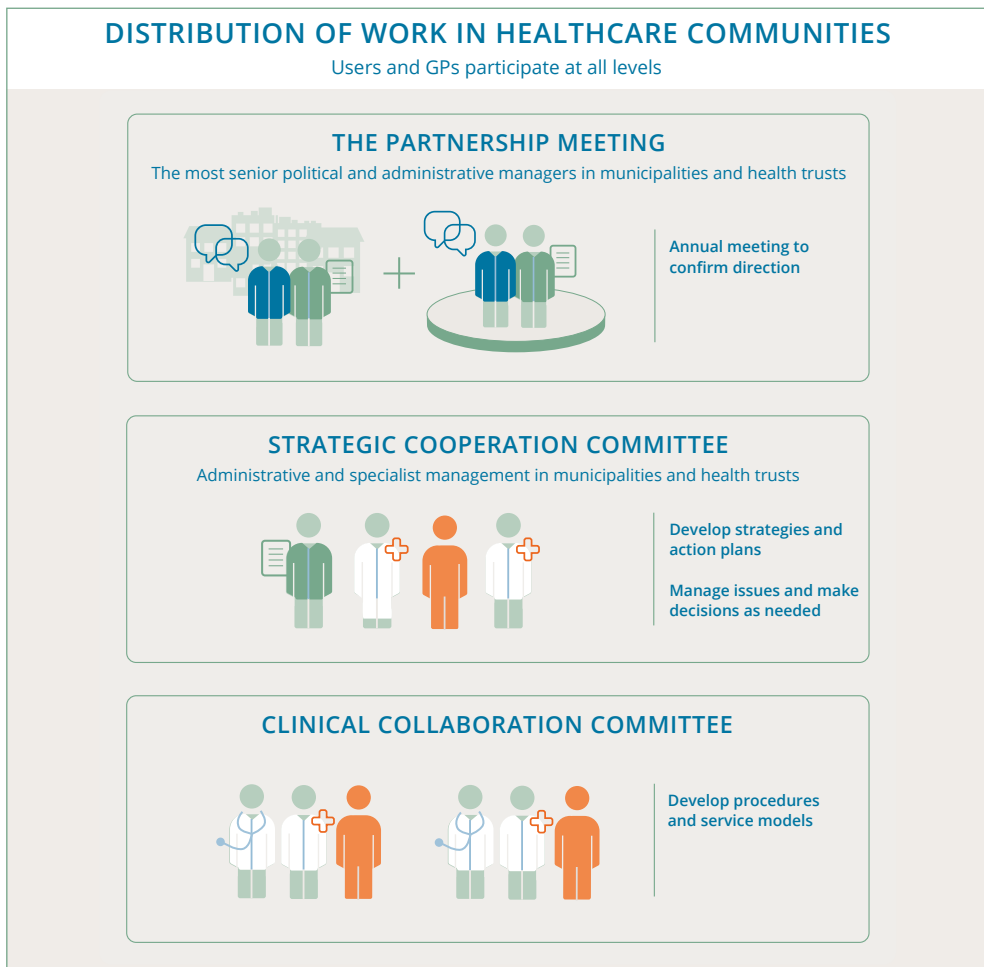 DISTRIBUTION OF WORK IN HEALTHCARE COMMUNITIES
Users and GPs participate at all levels
THE PARTNERSHIP MEETING
The most senior political and administrative managers in municipalities and health trusts
Annual meeting to
confirm direction
STRATEGIC COOPERATION COMMITTEE
Administrative and specialist management in municipalities and health trusts
Develop strategies and
action plans
Manage issues and make
decisions as needed
CLINICAL COLLABORATION COMMITTEE
Develop procedures
and service models